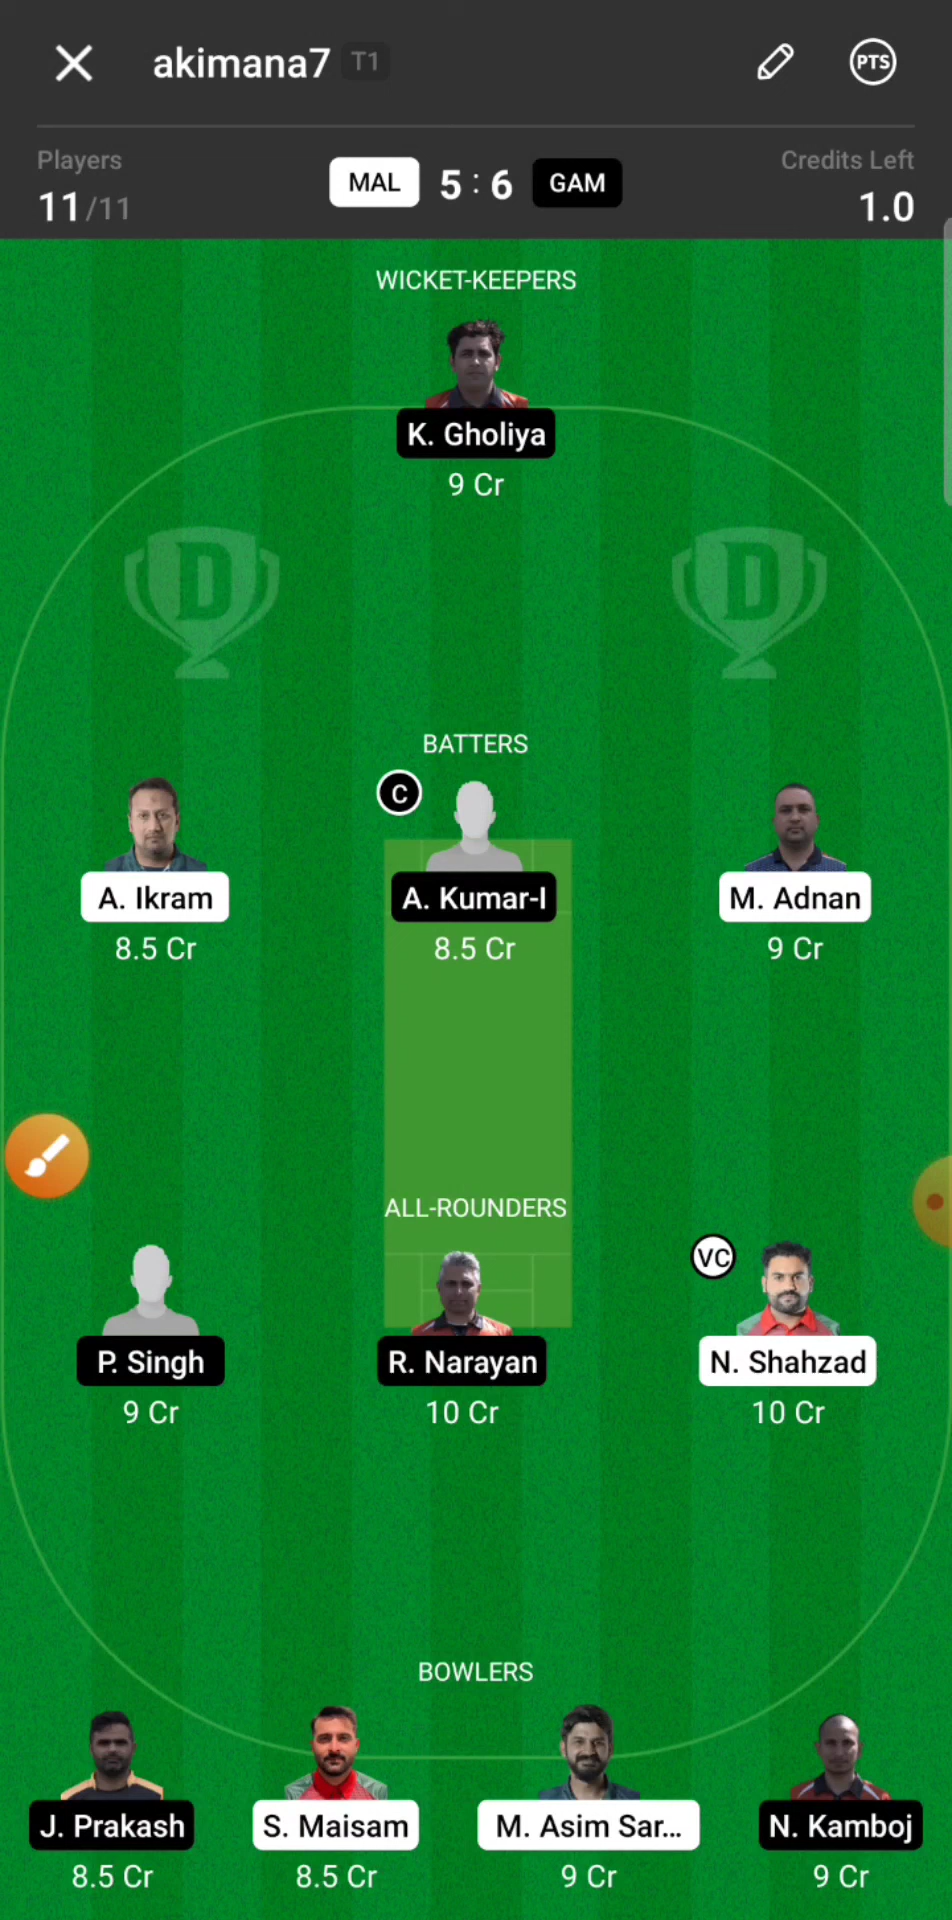 akimana7 T1
PTS
Players
11/11
MAL 5 : 6 GAM
Credits Left
1.0
WICKET-KEEPERS
K. Gholiya
9 Cr
D
D
BATTERS
C
A. Ikram
8.5 Cr
A. Kumar-I
8.5 Cr
M. Adnan
9 Cr
ALL-ROUNDERS
VC
P. Singh
9 Cr
R. Narayan
10 Cr
N. Shahzad
10 Cr
BOWLERS
J. Prakash
8.5 Cr
S. Maisam
8.5 Cr
M. Asim Sar...
9 Cr
N. Kamboj
9 Cr